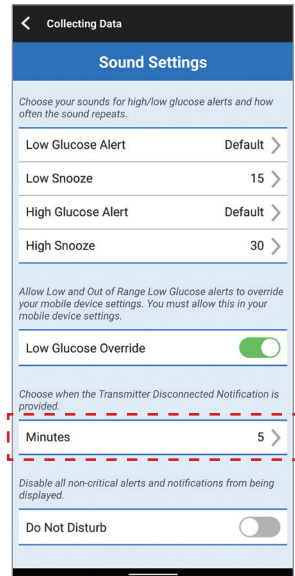 Collecting Data
Sound Settings
Choose your sounds for high/low glucose alerts and how
often the sound repeats.
Low Glucose Alert Default
Low Snooze 15
High Glucose Alert Default
High Snooze 30
Allow Low and Out of Range Low Glucose alerts to override
your mobile device settings. You must allow this in your
mobile device settings.
Low Glucose Override
Choose when the Transmitter Disconnected Notification is
provided.
Minutes 5
Disable all non-critical alerts and notifications from being
displayed.
Do Not Disturb